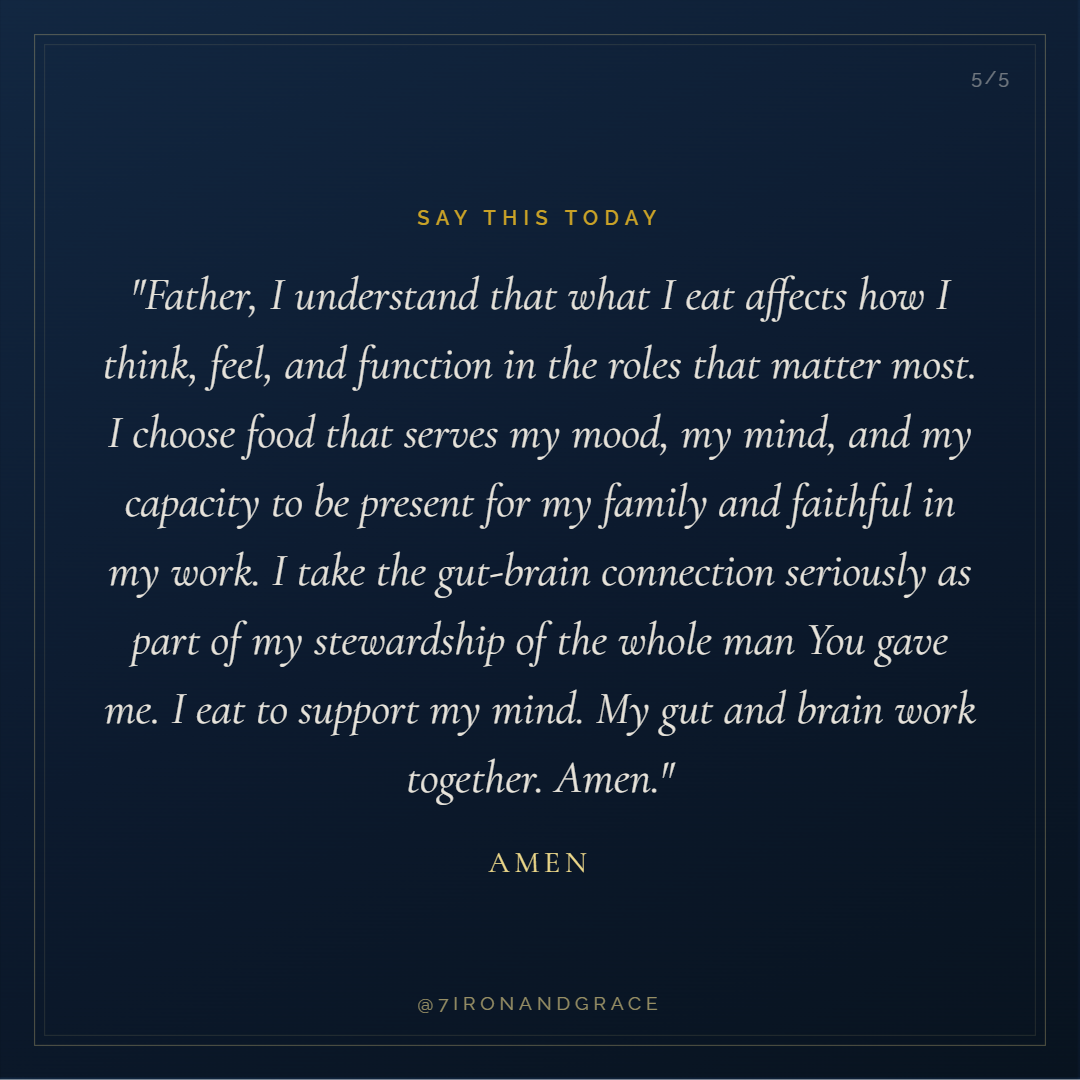 5/5
SAY THIS TODAY
"Father, I understand that what I eat affects how I
think, feel, and function in the roles that matter most.
I choose food that serves my mood, my mind, and my
capacity to be present for my family and faithful in
my work. I take the gut-brain connection seriously as
part of my stewardship of the whole man You gave
me. I eat to support my mind. My gut and brain work
together. Amen."
AMEN
@7IRONANDGRACE